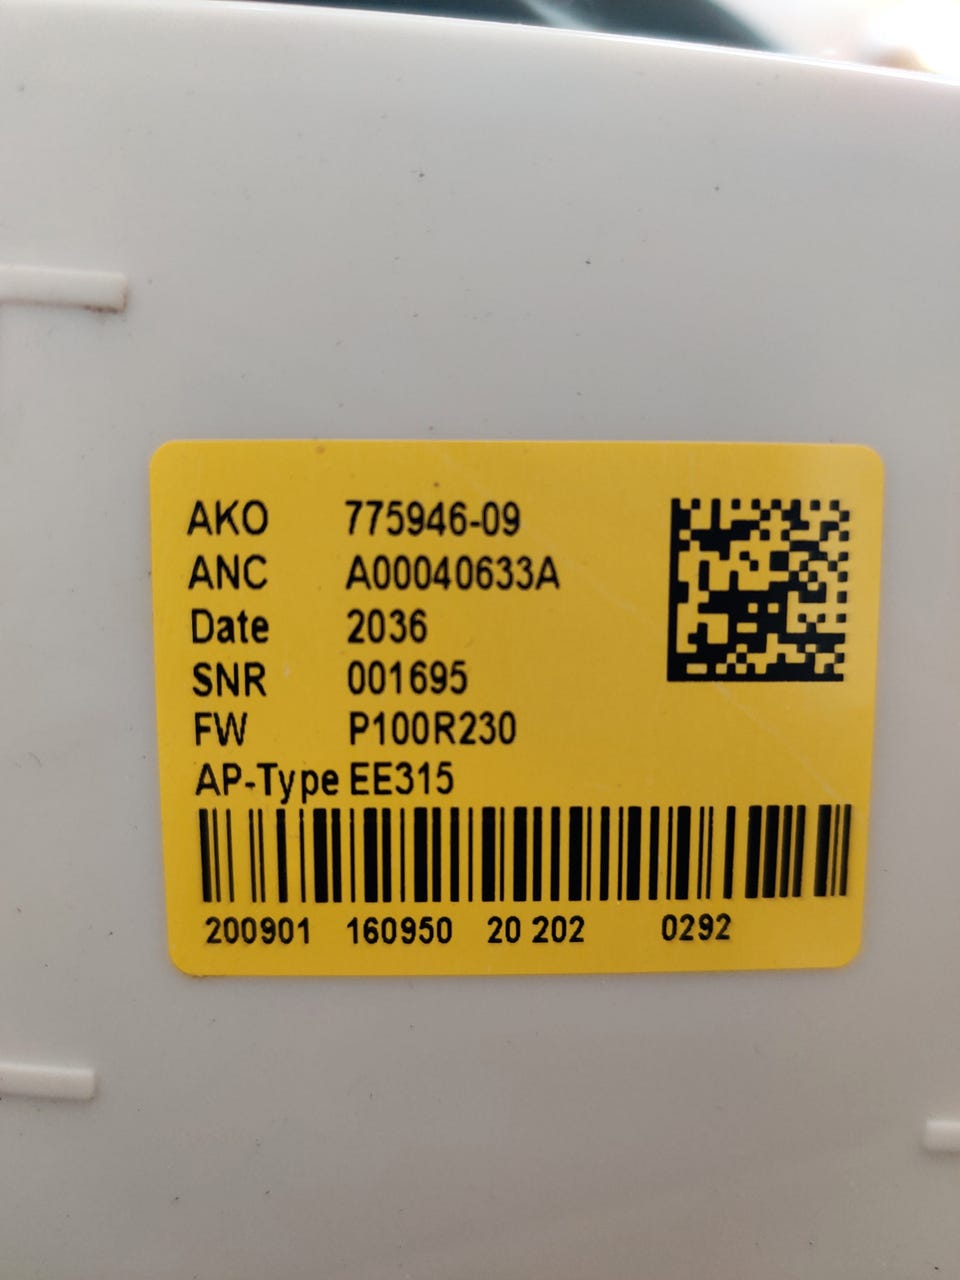 AKO 775946-09
ANC A00040633A
Date 2036
SNR 001695
FW P100R230
AP-Type EE315
200901 160950 20 202 0292